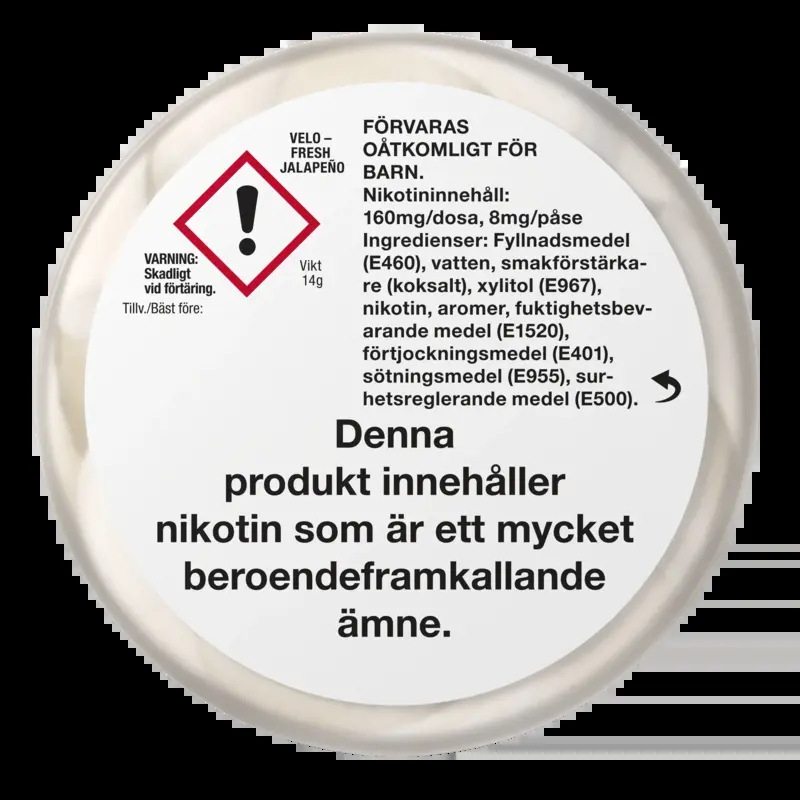 VELO –
FRESH
JALAPEÑO
VARNING:
Skadligt
vid förtäring.
Vikt
14g
Tillv./Bäst före:
FÖRVARAS
OÅTKOMLIGT FÖR
BARN.
Nikotininnehåll:
160mg/dosa, 8mg/påse
Ingredienser: Fyllnadsmedel
(E460), vatten, smakförstärka-
re (koksalt), xylitol (E967),
nikotin, aromer, fuktighetsbev-
arande medel (E1520),
förtjockningsmedel (E401),
sötningsmedel (E955), sur-
hetsreglerande medel (E500).
Denna
produkt innehåller
nikotin som är ett mycket
beroendeframkallande
ämne.